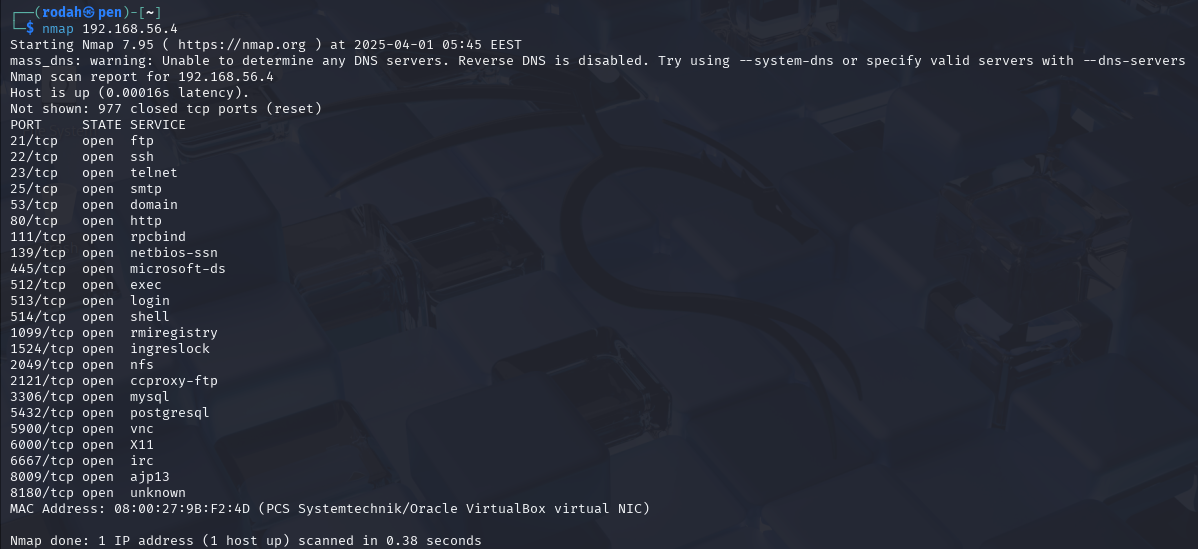 ┌──(rodah㉿pen)-[~]
└─$ nmap 192.168.56.4
Starting Nmap 7.95 ( https://nmap.org ) at 2025-04-01 05:45 EEST
mass_dns: warning: Unable to determine any DNS servers. Reverse DNS is disabled. Try using --system-dns or specify valid servers with --dns-servers
Nmap scan report for 192.168.56.4
Host is up (0.00016s latency).
Not shown: 977 closed tcp ports (reset)
PORT     STATE SERVICE
21/tcp   open  ftp
22/tcp   open  ssh
23/tcp   open  telnet
25/tcp   open  smtp
53/tcp   open  domain
80/tcp   open  http
111/tcp  open  rpcbind
139/tcp  open  netbios-ssn
445/tcp  open  microsoft-ds
512/tcp  open  exec
513/tcp  open  login
514/tcp  open  shell
1099/tcp open  rmiregistry
1524/tcp open  ingreslock
2049/tcp open  nfs
2121/tcp open  ccproxy-ftp
3306/tcp open  mysql
5432/tcp open  postgresql
5900/tcp open  vnc
6000/tcp open  X11
6667/tcp open  irc
8009/tcp open  ajp13
8180/tcp open  unknown
MAC Address: 08:00:27:9B:F2:4D (PCS Systemtechnik/Oracle VirtualBox virtual NIC)
Nmap done: 1 IP address (1 host up) scanned in 0.38 seconds